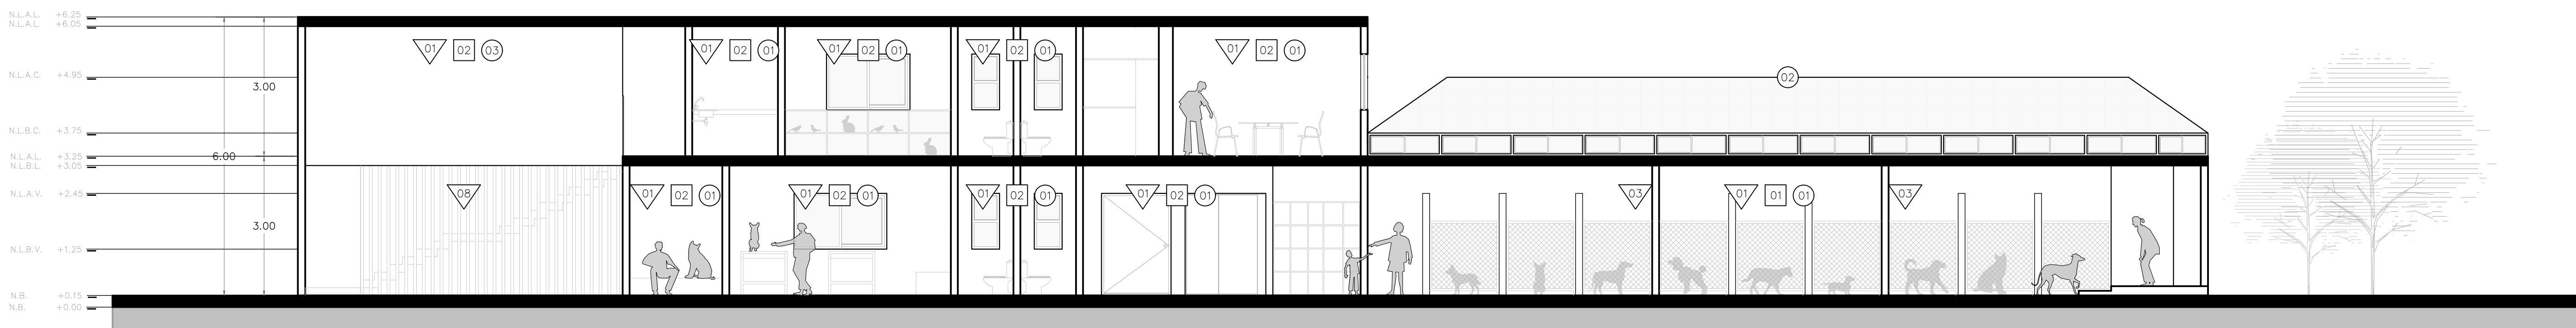 N.L.A.L. +6.25
N.L.A.L. +6.05
01 02 03 01 02 01 01 02 01 01 02 01 01 02 01
02
N.L.A.C. +4.95
3.00
N.L.B.C. +3.75
N.L.A.L. +3.25
6.00
N.L.B.L. +3.05
N.L.A.V. +2.45
08 01 02 01 01 02 01 01 02 01 01 02 01 03 01 01 01 03
3.00
N.L.B.V. +1.25
N.B. +0.15
N.B. +0.00